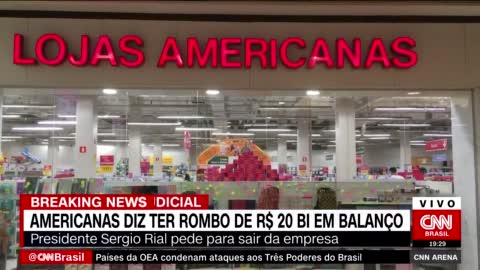 LOJAS AMERICANAS
BREAKING NEWS
DICIAL
AMERICANAS DIZ TER ROMBO DE R$ 20 BI EM BALANÇO
Presidente Sergio Rial pede para sair da empresa
VIVO
CNN
BRASIL
19:29
@CNNBrasil
Países da OEA condenam ataques aos Três Poderes do Brasil
CNN ARENA